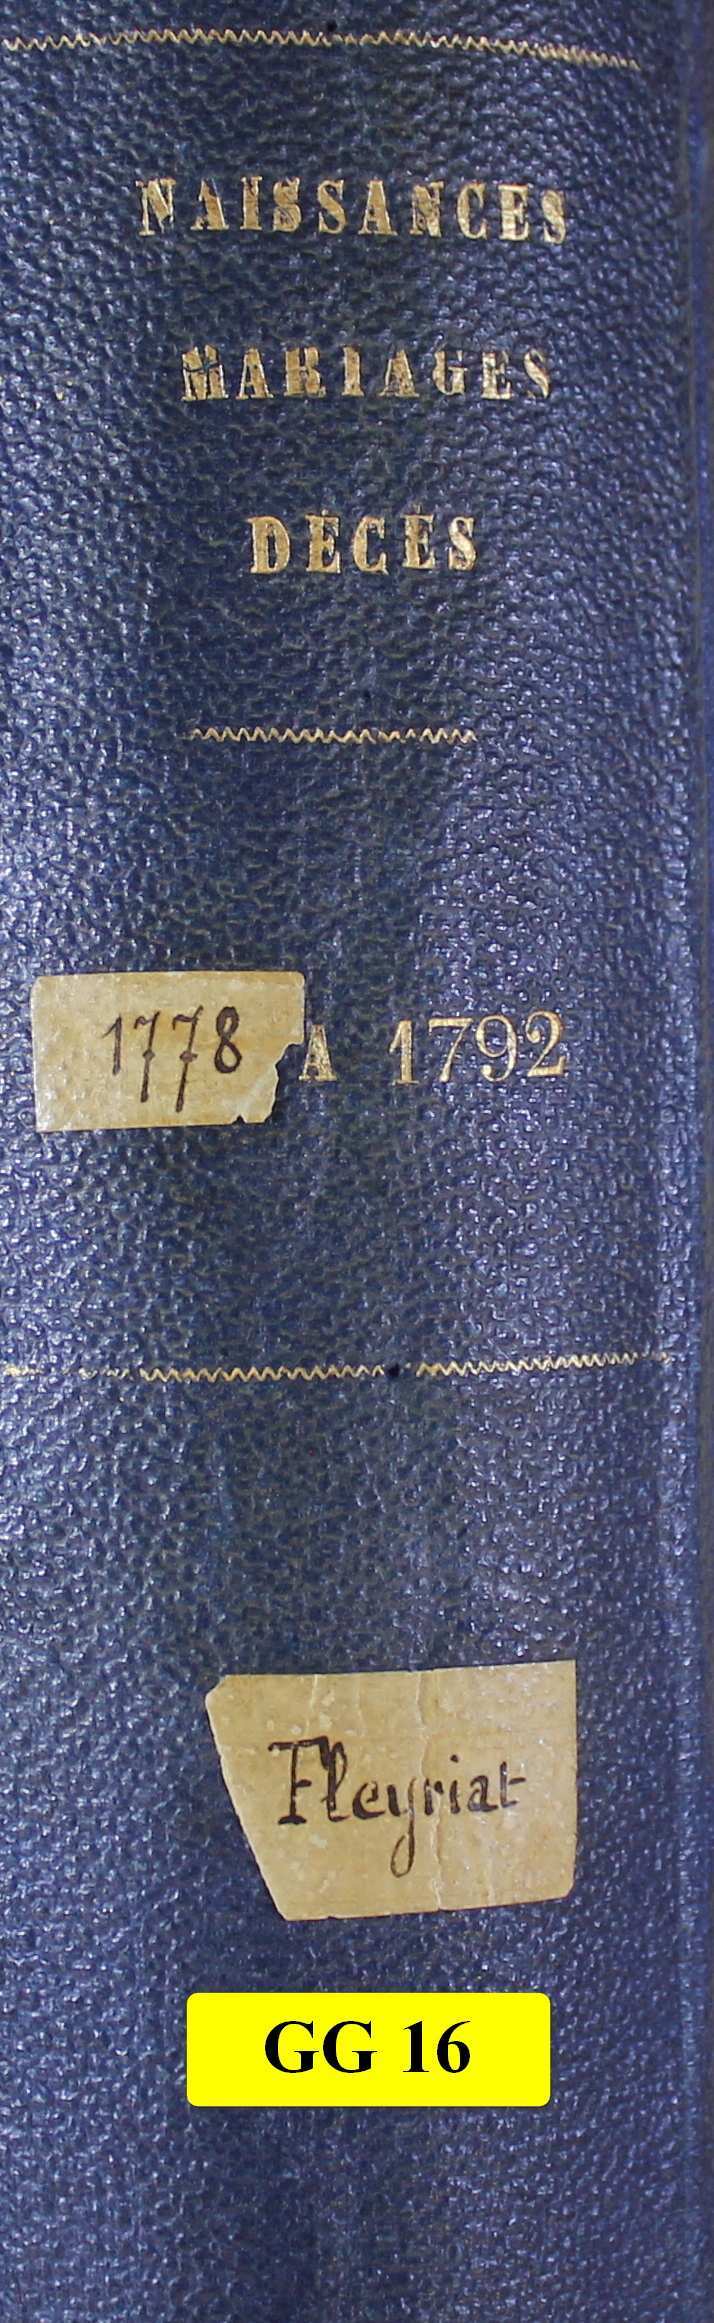 NAISSANCES
MARIAGES
DÉCÈS
1778 A 1792
Fleyriat
GG 16